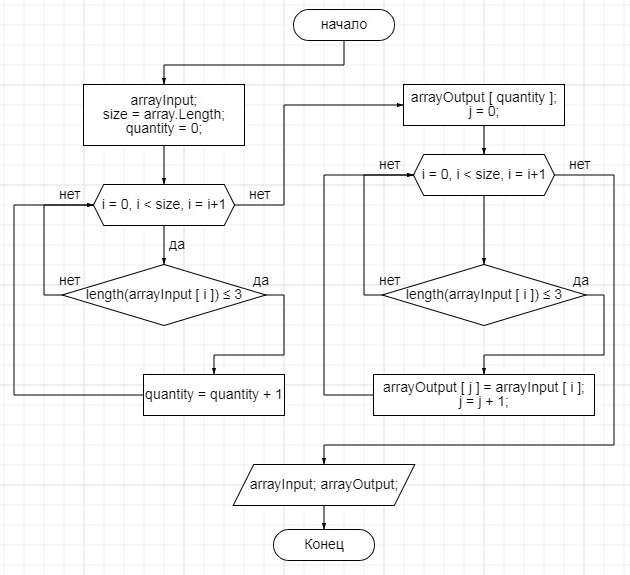 начало
arrayInput;
size = array.Length;
quantity = 0;
нет
i = 0, i < size, i = i+1
нет
да
нет
length(arrayInput [ i ]) ≤ 3
да
quantity = quantity + 1
arrayOutput [ quantity ];
j = 0;
нет
i = 0, i < size, i = i+1
нет
нет
length(arrayInput [ i ]) ≤ 3
да
arrayOutput [ j ] = arrayInput [ i ];
j = j + 1;
arrayInput; arrayOutput;
Конец